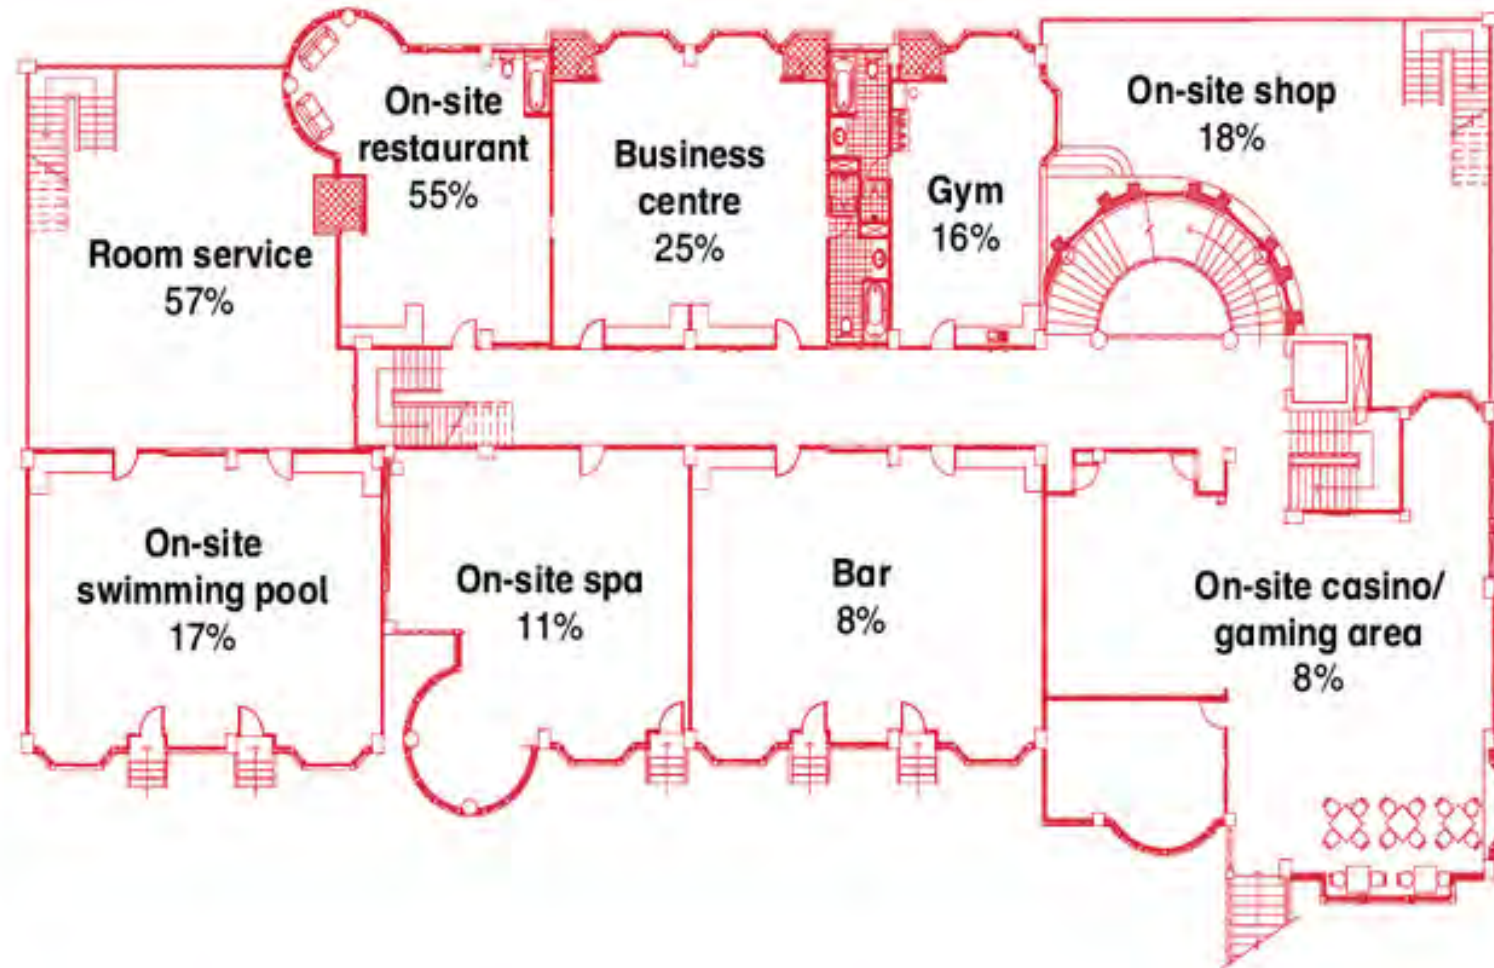 On-site
restaurant
55%
Business
centre
25%
Gym
16%
On-site shop
18%
Room service
57%
On-site
swimming pool
17%
On-site spa
11%
Bar
8%
On-site casino/
gaming area
8%